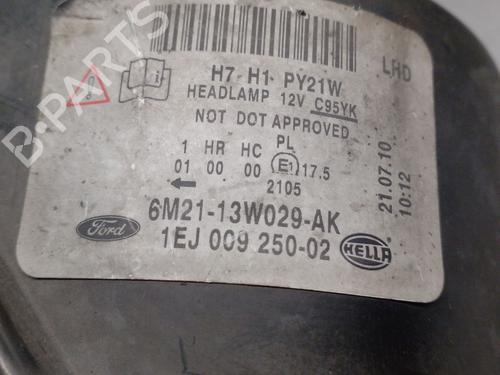 H7 H1 PY21W
HEADLAMP 12V C95YK
NOT DOT APPROVED
LHD
1 HR HC PL
01 00 00 E1 17.5
2105
21.07.10
10:12
6M21-13W029-AK
1EJ 009 250-02
Ford
HELLA
B-PARTS